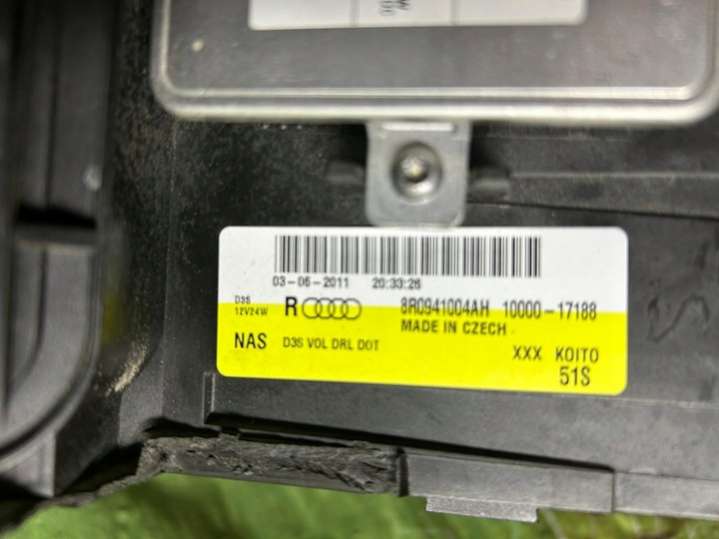 03-06-2011 20:33:26
D3S
12V24W
R
8R0941004AH 10000-17188
MADE IN CZECH
NAS D3S VOL DRL DOT
XXX KOITO
51S